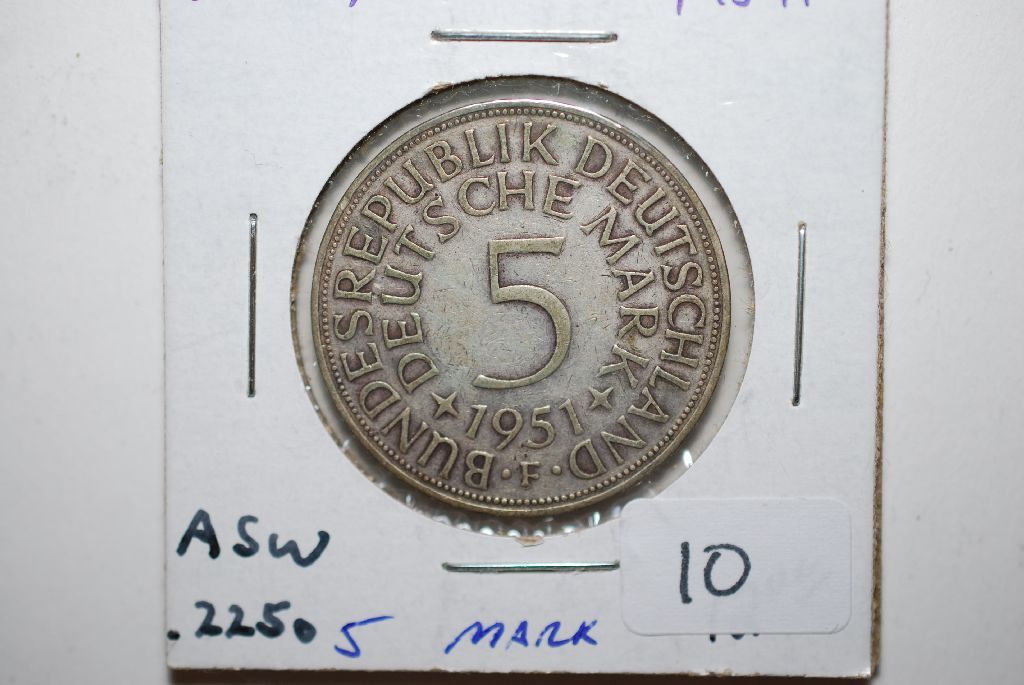 BUNDESREPUBLIK DEUTSCHLAND
DEUTSCHE MARK
5
1951
· F ·
ASW
.2250
5 MARK
10